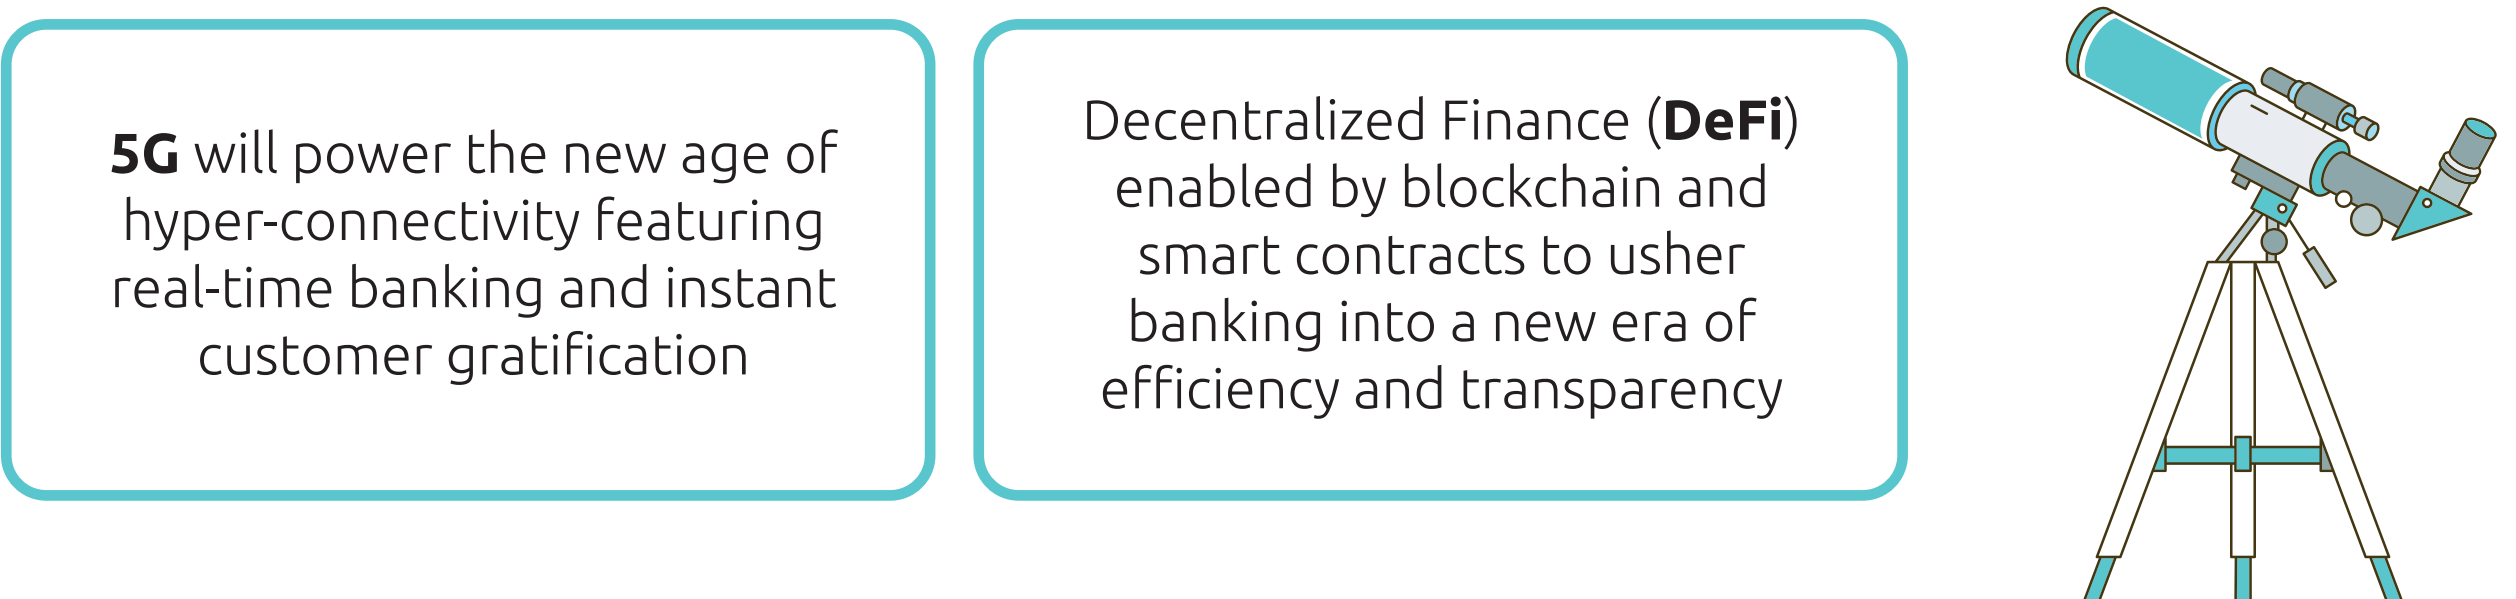 5G will power the new age of
hyper-connectivity featuring
real-time banking and instant
customer gratification
Decentralized Finance (DeFi)
enabled by blockchain and
smart contracts to usher
banking into a new era of
efficiency and transparency